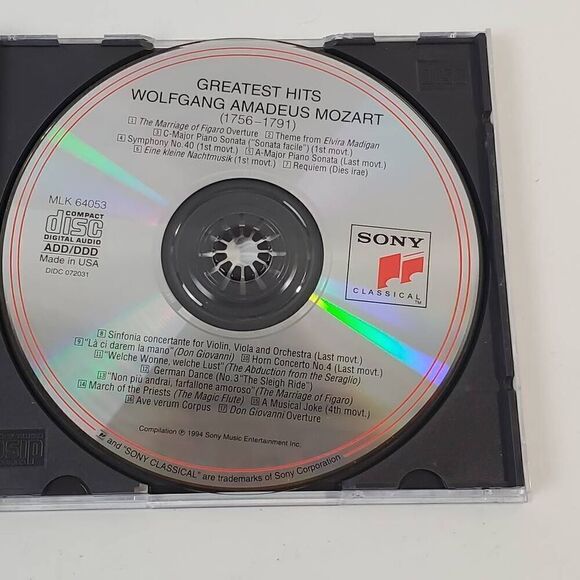 GREATEST HITS
WOLFGANG AMADEUS MOZART
(1756–1791)
1 The Marriage of Figaro Overture 2 Theme from Elvira Madigan
3 C-Major Piano Sonata ("Sonata facile") (1st movt.)
4 Symphony No. 40 (1st movt.) 5 A-Major Piano Sonata (Last movt.)
6 Eine kleine Nachtmusik (1st movt.) 7 Requiem (Dies irae)
MLK 64053
COMPACT
disc
DIGITAL AUDIO
ADD/DDD
Made in USA
DIDC 072031
SONY
CLASSICAL™
8 Sinfonia concertante for Violin, Viola and Orchestra (Last movt.)
9 "Là ci darem la mano" (Don Giovanni) 10 Horn Concerto No. 4 (Last movt.)
11 "Welche Wonne, welche Lust" (The Abduction from the Seraglio)
12 German Dance (No. 3 "The Sleigh Ride")
13 "Non più andrai, farfallone amoroso" (The Marriage of Figaro)
14 March of the Priests (The Magic Flute) 15 A Musical Joke (4th movt.)
16 Ave verum Corpus 17 Don Giovanni Overture
Compilation ℗ 1994 Sony Music Entertainment Inc.
and "SONY CLASSICAL" are trademarks of Sony Corporation